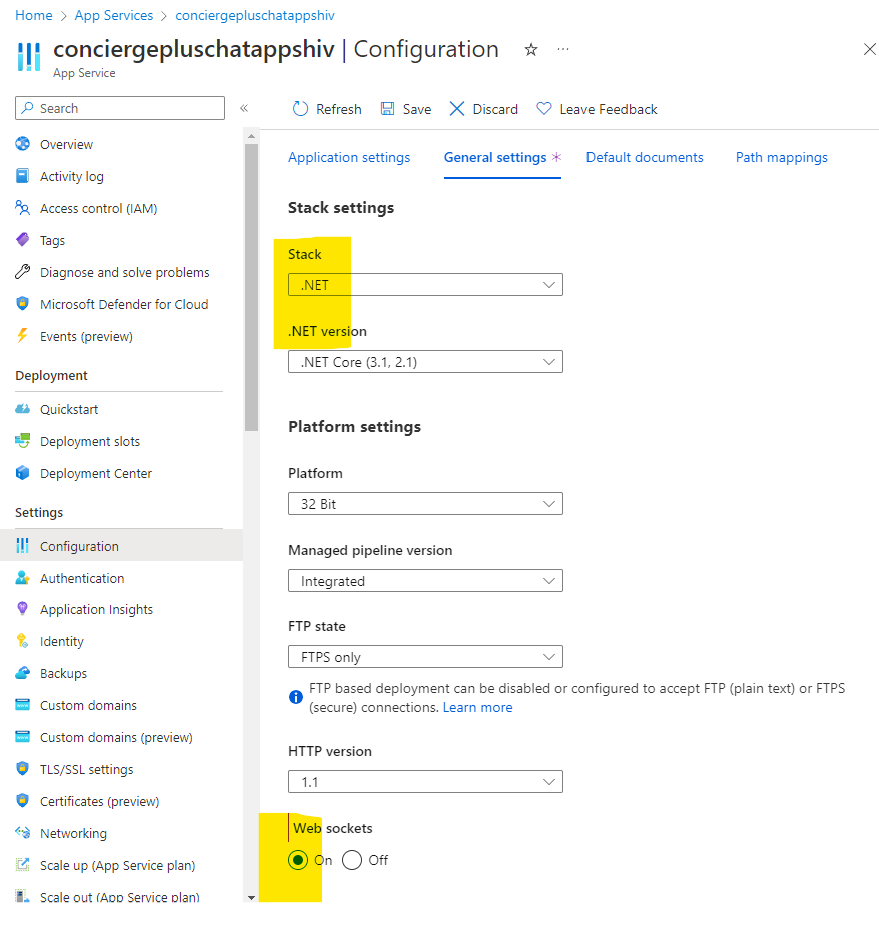 Home > App Services > conciergepluschatappshiv
conciergepluschatappshiv | Configuration
App Service
Search
Refresh Save Discard Leave Feedback
Overview
Activity log
Access control (IAM)
Tags
Diagnose and solve problems
Microsoft Defender for Cloud
Events (preview)
Deployment
Quickstart
Deployment slots
Deployment Center
Settings
Configuration
Authentication
Application Insights
Identity
Backups
Custom domains
Custom domains (preview)
TLS/SSL settings
Certificates (preview)
Networking
Scale up (App Service plan)
Scale out (App Service plan)
Application settings General settings * Default documents Path mappings
Stack settings
Stack
.NET
.NET version
.NET Core (3.1, 2.1)
Platform settings
Platform
32 Bit
Managed pipeline version
Integrated
FTP state
FTPS only
FTP based deployment can be disabled or configured to accept FTP (plain text) or FTPS
(secure) connections. Learn more
HTTP version
1.1
Web sockets
On Off